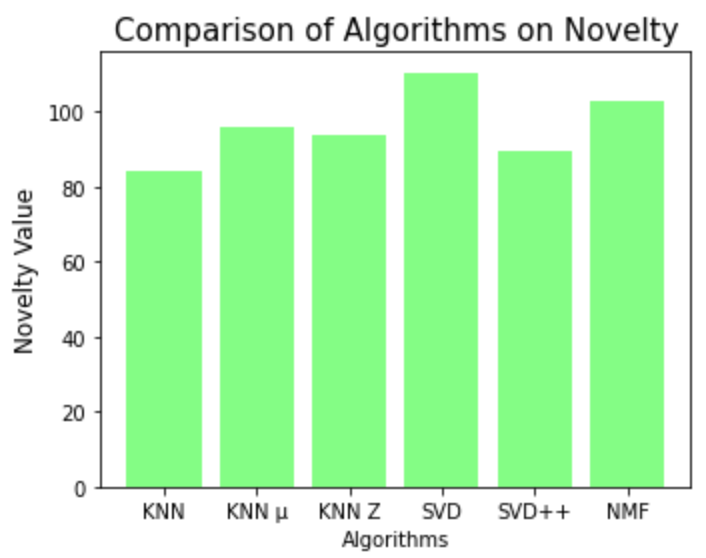 Comparison of Algorithms on Novelty
Novelty Value
100
80
60
40
20
0
KNN KNN μ KNN Z SVD SVD++ NMF
Algorithms